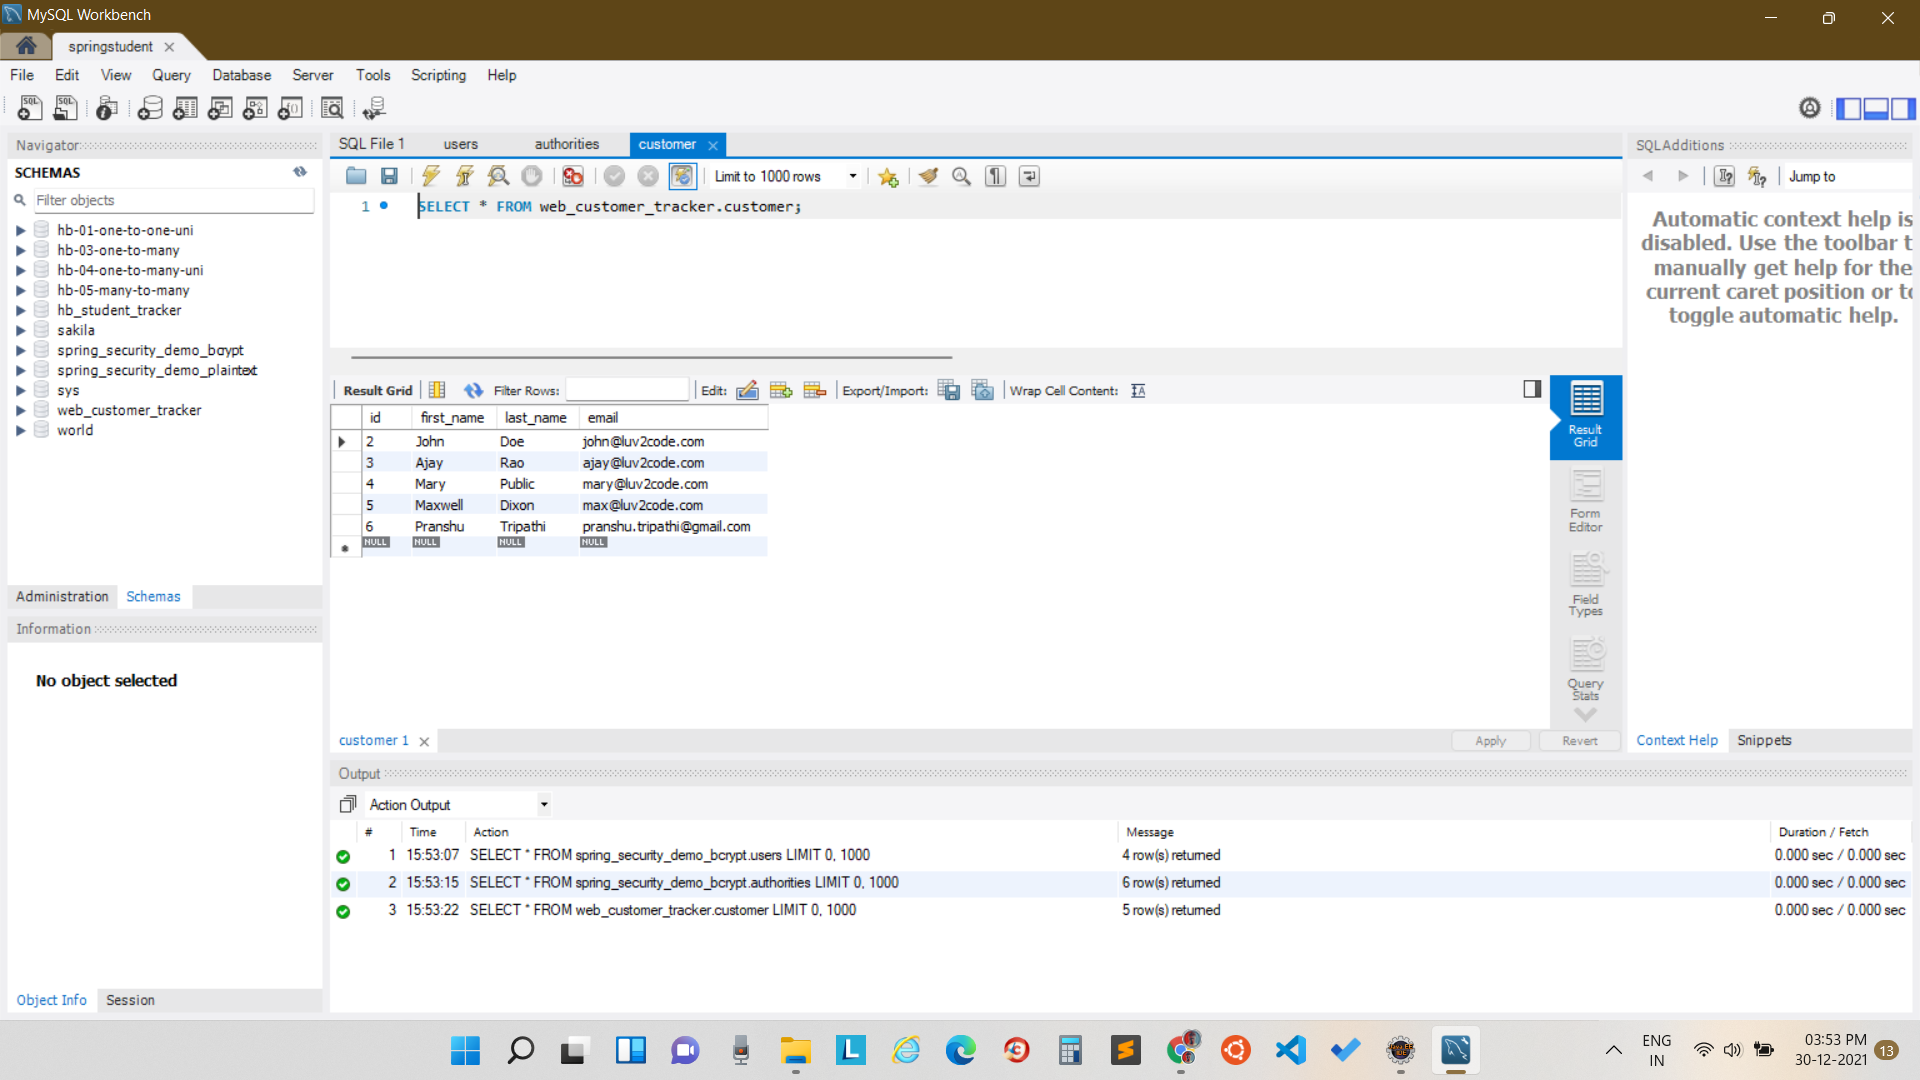 MySQL Workbench
springstudent
File Edit View Query Database Server Tools Scripting Help
Navigator
SCHEMAS
Filter objects
hb-01-one-to-one-uni
hb-03-one-to-many
hb-04-one-to-many-uni
hb-05-many-to-many
hb_student_tracker
sakila
spring_security_demo_bcrypt
spring_security_demo_plaintext
sys
web_customer_tracker
world
Administration Schemas
Information
No object selected
Object Info Session
SQL File 1 users authorities customer
Limit to 1000 rows
1 SELECT * FROM web_customer_tracker.customer;
Result Grid Filter Rows: Edit: Export/Import: Wrap Cell Content:
id first_name last_name email
2 John Doe john@luv2code.com
3 Ajay Rao ajay@luv2code.com
4 Mary Public mary@luv2code.com
5 Maxwell Dixon max@luv2code.com
6 Pranshu Tripathi pranshu.tripathi@gmail.com
NULL NULL NULL NULL
Result
Grid
Form
Editor
Field
Types
Query
Stats
customer 1 Apply Revert
SQLAdditions
Jump to
Automatic context help is
disabled. Use the toolbar t
manually get help for the
current caret position or to
toggle automatic help.
Context Help Snippets
Output
Action Output
# Time Action Message Duration / Fetch
1 15:53:07 SELECT * FROM spring_security_demo_bcrypt.users LIMIT 0, 1000 4 row(s) returned 0.000 sec / 0.000 sec
2 15:53:15 SELECT * FROM spring_security_demo_bcrypt.authorities LIMIT 0, 1000 6 row(s) returned 0.000 sec / 0.000 sec
3 15:53:22 SELECT * FROM web_customer_tracker.customer LIMIT 0, 1000 5 row(s) returned 0.000 sec / 0.000 sec
ENG
IN
03:53 PM
30-12-2021
13